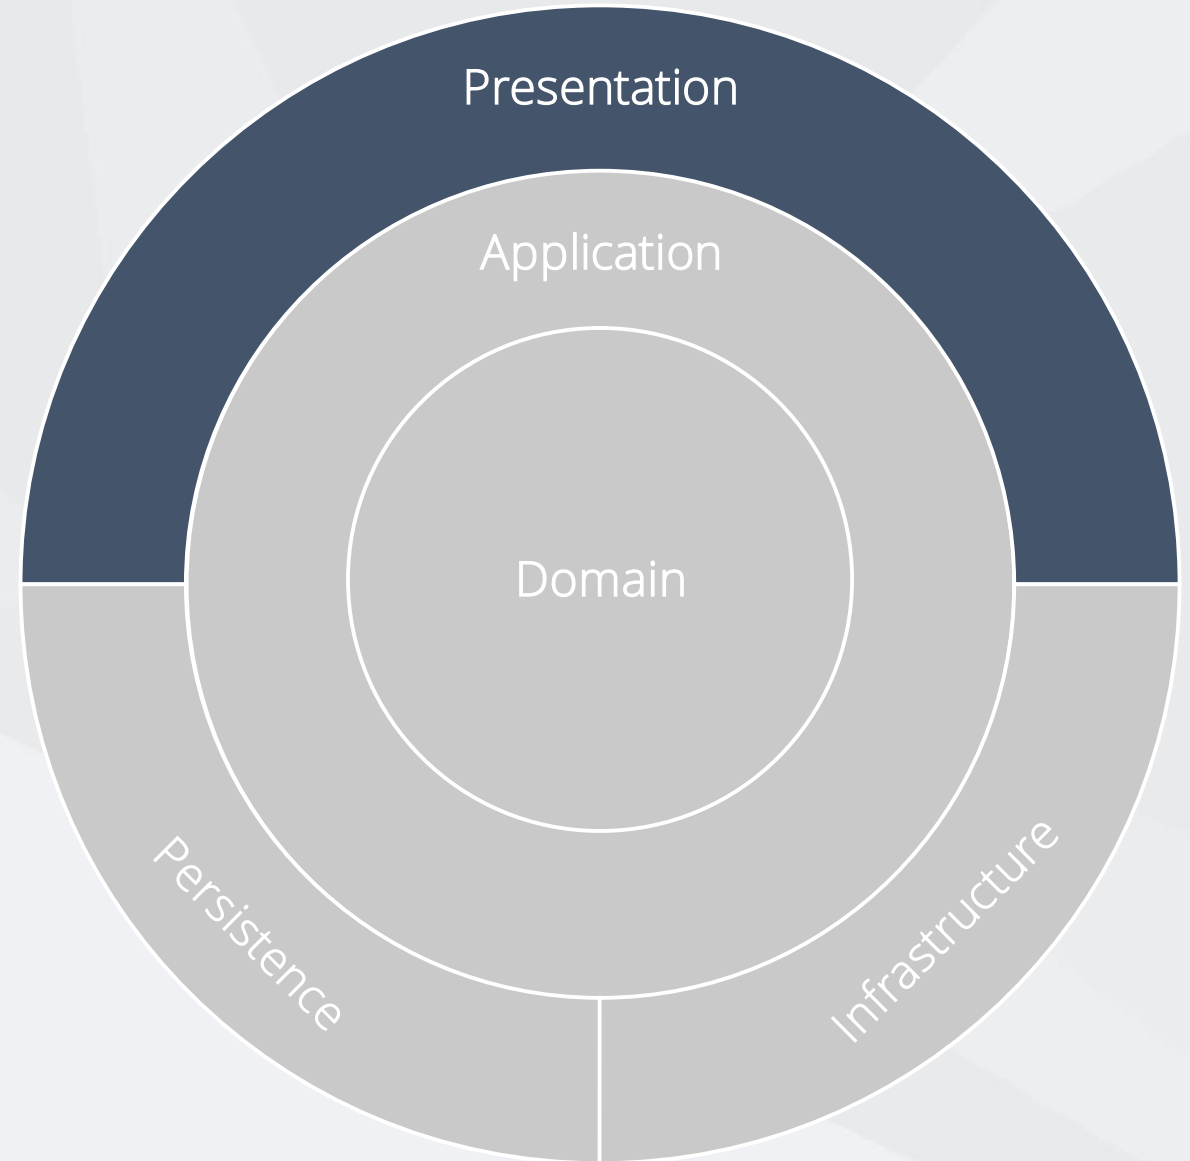 Presentation
Application
Domain
Persistence
Infrastructure